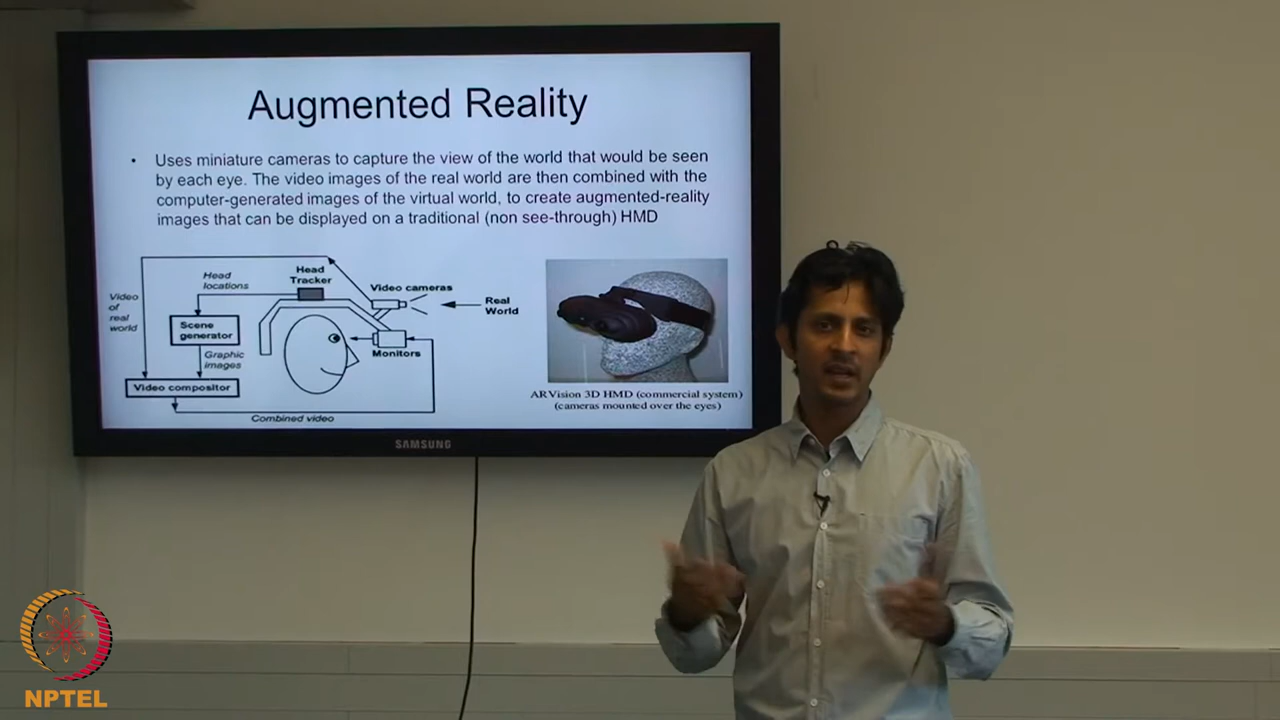 Augmented Reality
• Uses miniature cameras to capture the view of the world that would be seen
by each eye. The video images of the real world are then combined with the
computer-generated images of the virtual world, to create augmented-reality
images that can be displayed on a traditional (non see-through) HMD
Video
of
real
world
Head
locations
Head
Tracker
Video cameras
Real
World
Scene
generator
Graphic
images
Monitors
Video compositor
Combined video
ARVision 3D HMD (commercial system)
(cameras mounted over the eyes)
SAMSUNG
NPTEL